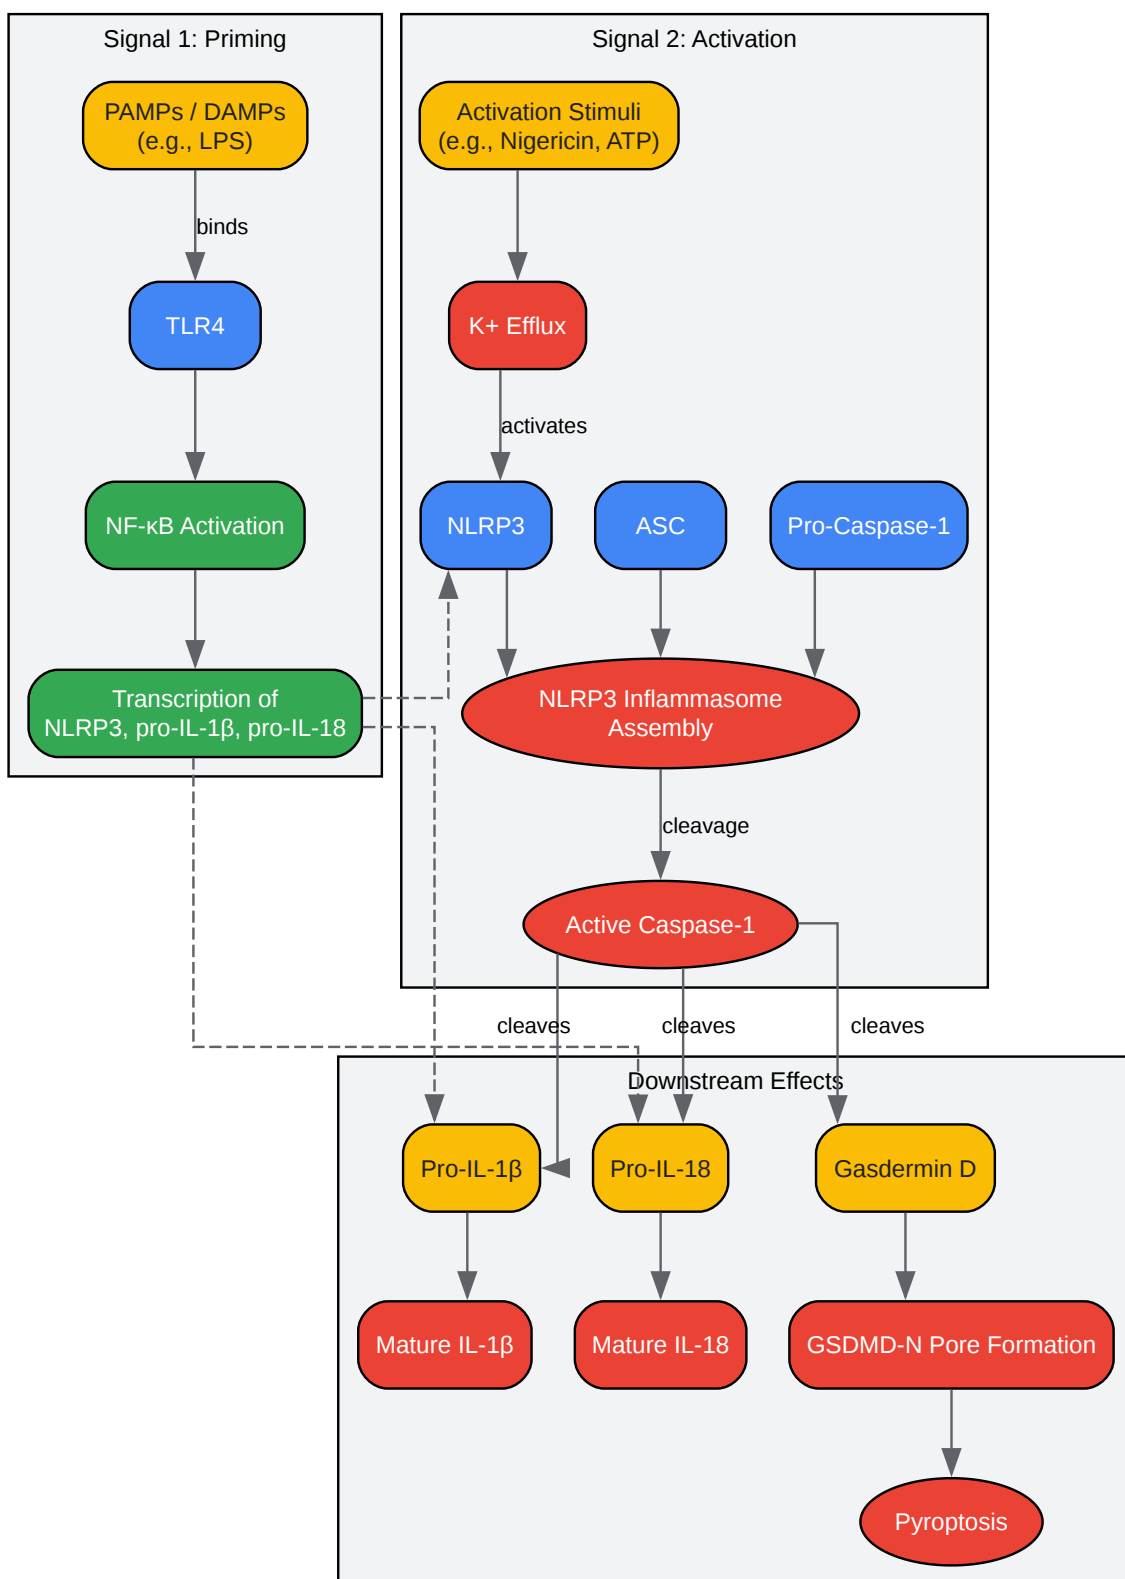 Signal 1: Priming
PAMPs / DAMPs
(e.g., LPS)
binds
TLR4
NF-κB Activation
Transcription of
NLRP3, pro-IL-1β, pro-IL-18
Signal 2: Activation
Activation Stimuli
(e.g., Nigericin, ATP)
K+ Efflux
activates
NLRP3
ASC
Pro-Caspase-1
NLRP3 Inflammasome
Assembly
cleavage
Active Caspase-1
cleaves
cleaves
cleaves
Downstream Effects
Pro-IL-1β
Pro-IL-18
Gasdermin D
Mature IL-1β
Mature IL-18
GSDMD-N Pore Formation
Pyroptosis